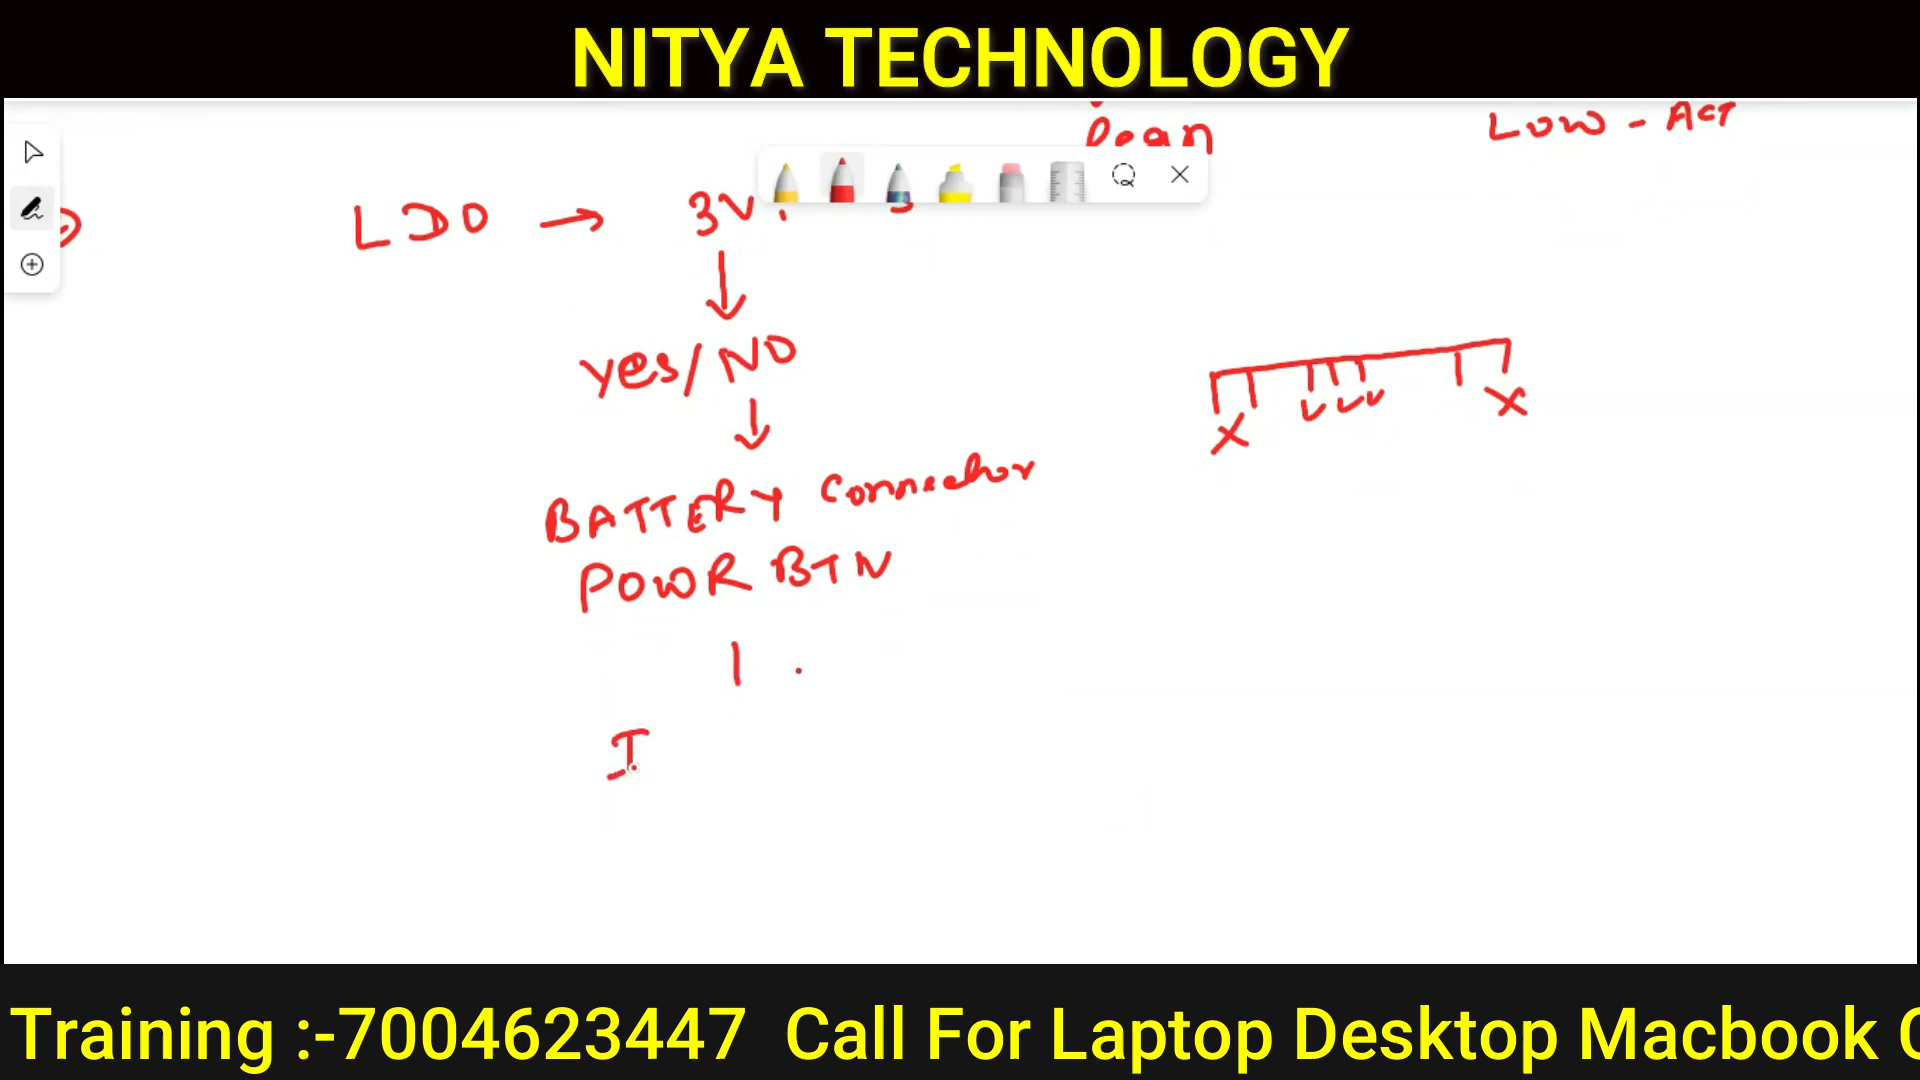 NITYA TECHNOLOGY
LOW - ACT
LDO → 3V
Yes/NO
BATTERY Connector
POWR BTN
I
Training :-7004623447 Call For Laptop Desktop Macbook